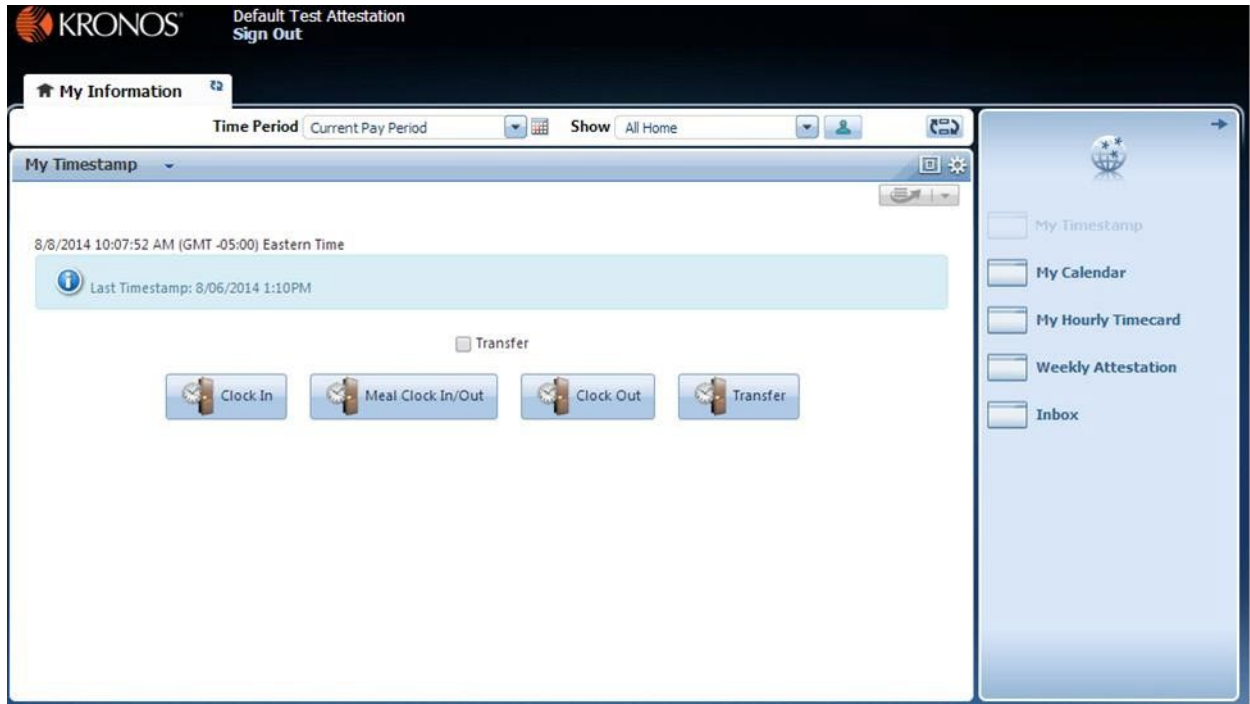 KRONOS
Default Test Attestation
Sign Out
My Information
Time Period Current Pay Period Show All Home
My Timestamp
8/8/2014 10:07:52 AM (GMT -05:00) Eastern Time
Last Timestamp: 8/06/2014 1:10PM
Transfer
Clock In Meal Clock In/Out Clock Out Transfer
My Timestamp
My Calendar
My Hourly Timecard
Weekly Attestation
Inbox